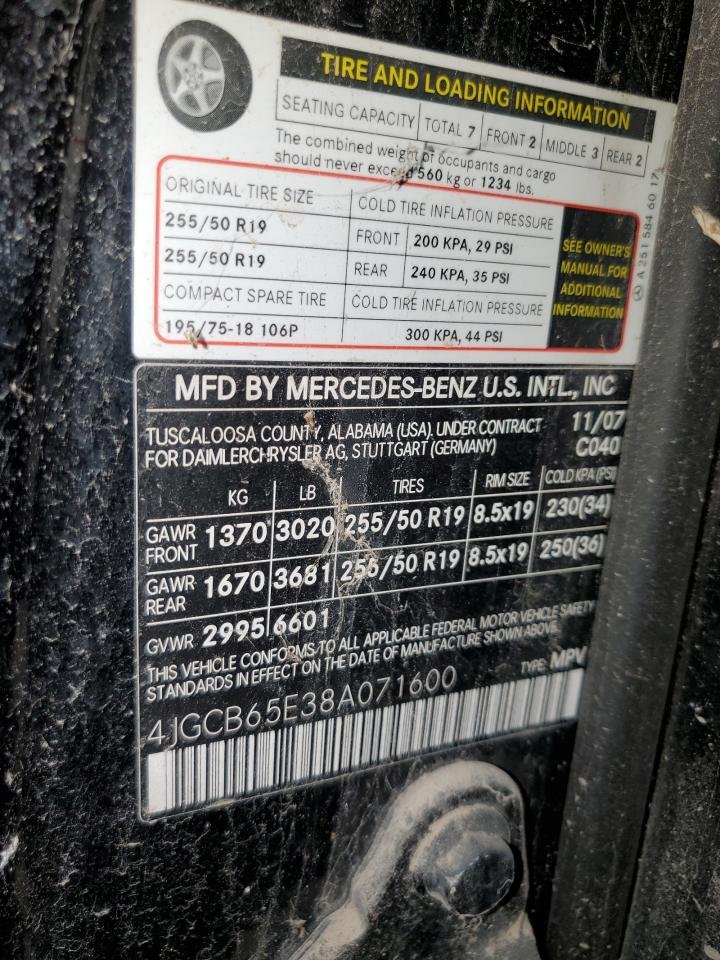 TIRE AND LOADING INFORMATION
SEATING CAPACITY TOTAL 7 FRONT 2 MIDDLE 3 REAR 2
The combined weight of occupants and cargo
should never exceed 560 kg or 1234 lbs.
ORIGINAL TIRE SIZE COLD TIRE INFLATION PRESSURE
255/50 R19 FRONT 200 KPA, 29 PSI
255/50 R19 REAR 240 KPA, 35 PSI
COMPACT SPARE TIRE COLD TIRE INFLATION PRESSURE
195/75-18 106P 300 KPA, 44 PSI
SEE OWNER'S
MANUAL FOR
ADDITIONAL
INFORMATION
A 251 584 60 17
MFD BY MERCEDES-BENZ U.S. INTL., INC
TUSCALOOSA COUNTY, ALABAMA (USA). UNDER CONTRACT 11/07
FOR DAIMLERCHRYSLER AG, STUTTGART (GERMANY) C040
KG LB TIRES RIM SIZE COLD KPA (PSI)
GAWR FRONT 1370 3020 255/50 R19 8.5x19 230(34)
GAWR REAR 1670 3681 255/50 R19 8.5x19 250(36)
GVWR 2995 6601
THIS VEHICLE CONFORMS TO ALL APPLICABLE FEDERAL MOTOR VEHICLE SAFETY
STANDARDS IN EFFECT ON THE DATE OF MANUFACTURE SHOWN ABOVE.
TYPE: MPV
4JGCB65E38A071600